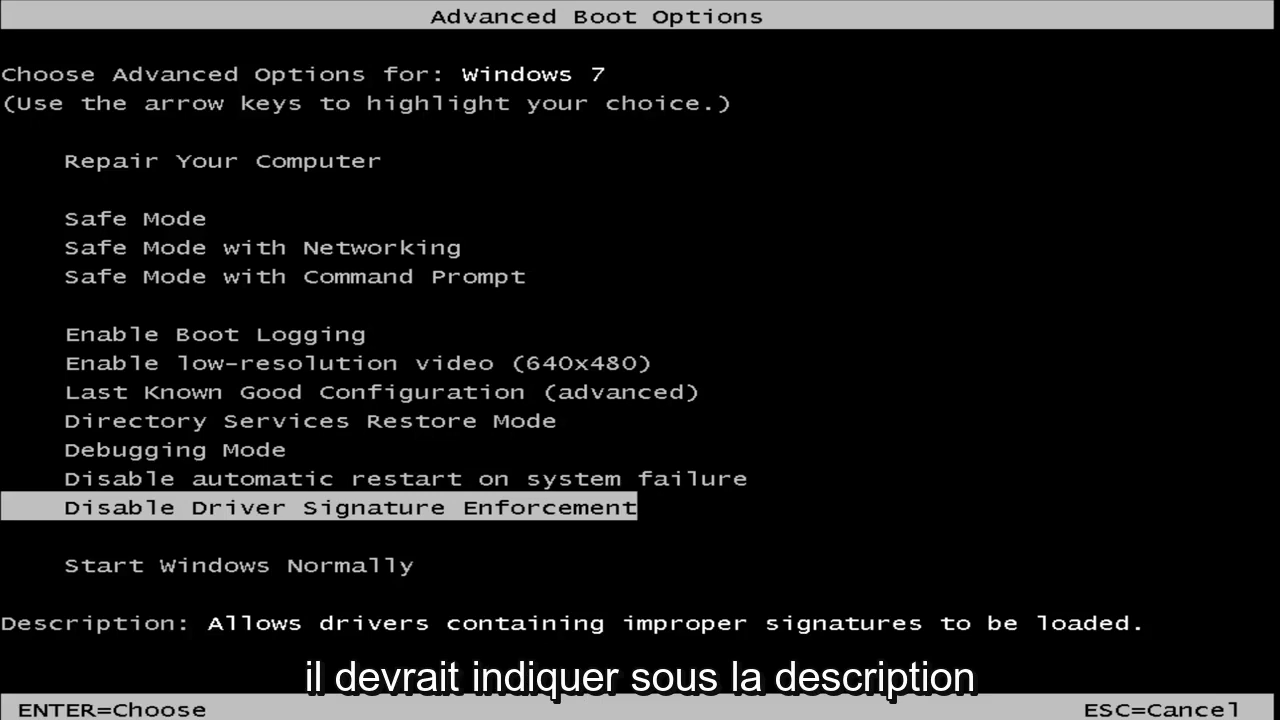 Advanced Boot Options
Choose Advanced Options for: Windows 7
(Use the arrow keys to highlight your choice.)
Repair Your Computer
Safe Mode
Safe Mode with Networking
Safe Mode with Command Prompt
Enable Boot Logging
Enable low-resolution video (640x480)
Last Known Good Configuration (advanced)
Directory Services Restore Mode
Debugging Mode
Disable automatic restart on system failure
Disable Driver Signature Enforcement
Start Windows Normally
Description: Allows drivers containing improper signatures to be loaded.
il devrait indiquer sous la description
ENTER=Choose ESC=Cancel